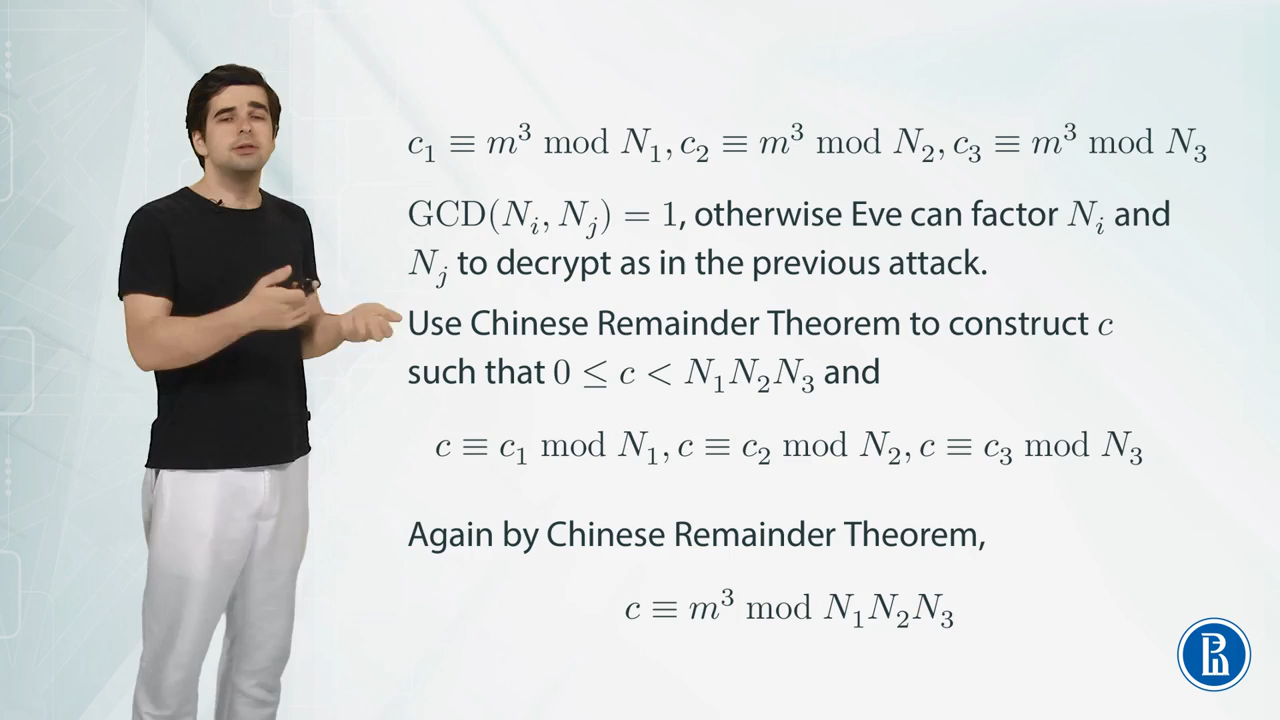 c₁ ≡ m³ mod N₁, c₂ ≡ m³ mod N₂, c₃ ≡ m³ mod N₃
GCD(Nᵢ, Nⱼ) = 1, otherwise Eve can factor Nᵢ and
Nⱼ to decrypt as in the previous attack.
Use Chinese Remainder Theorem to construct c
such that 0 ≤ c < N₁N₂N₃ and
c ≡ c₁ mod N₁, c ≡ c₂ mod N₂, c ≡ c₃ mod N₃
Again by Chinese Remainder Theorem,
c ≡ m³ mod N₁N₂N₃